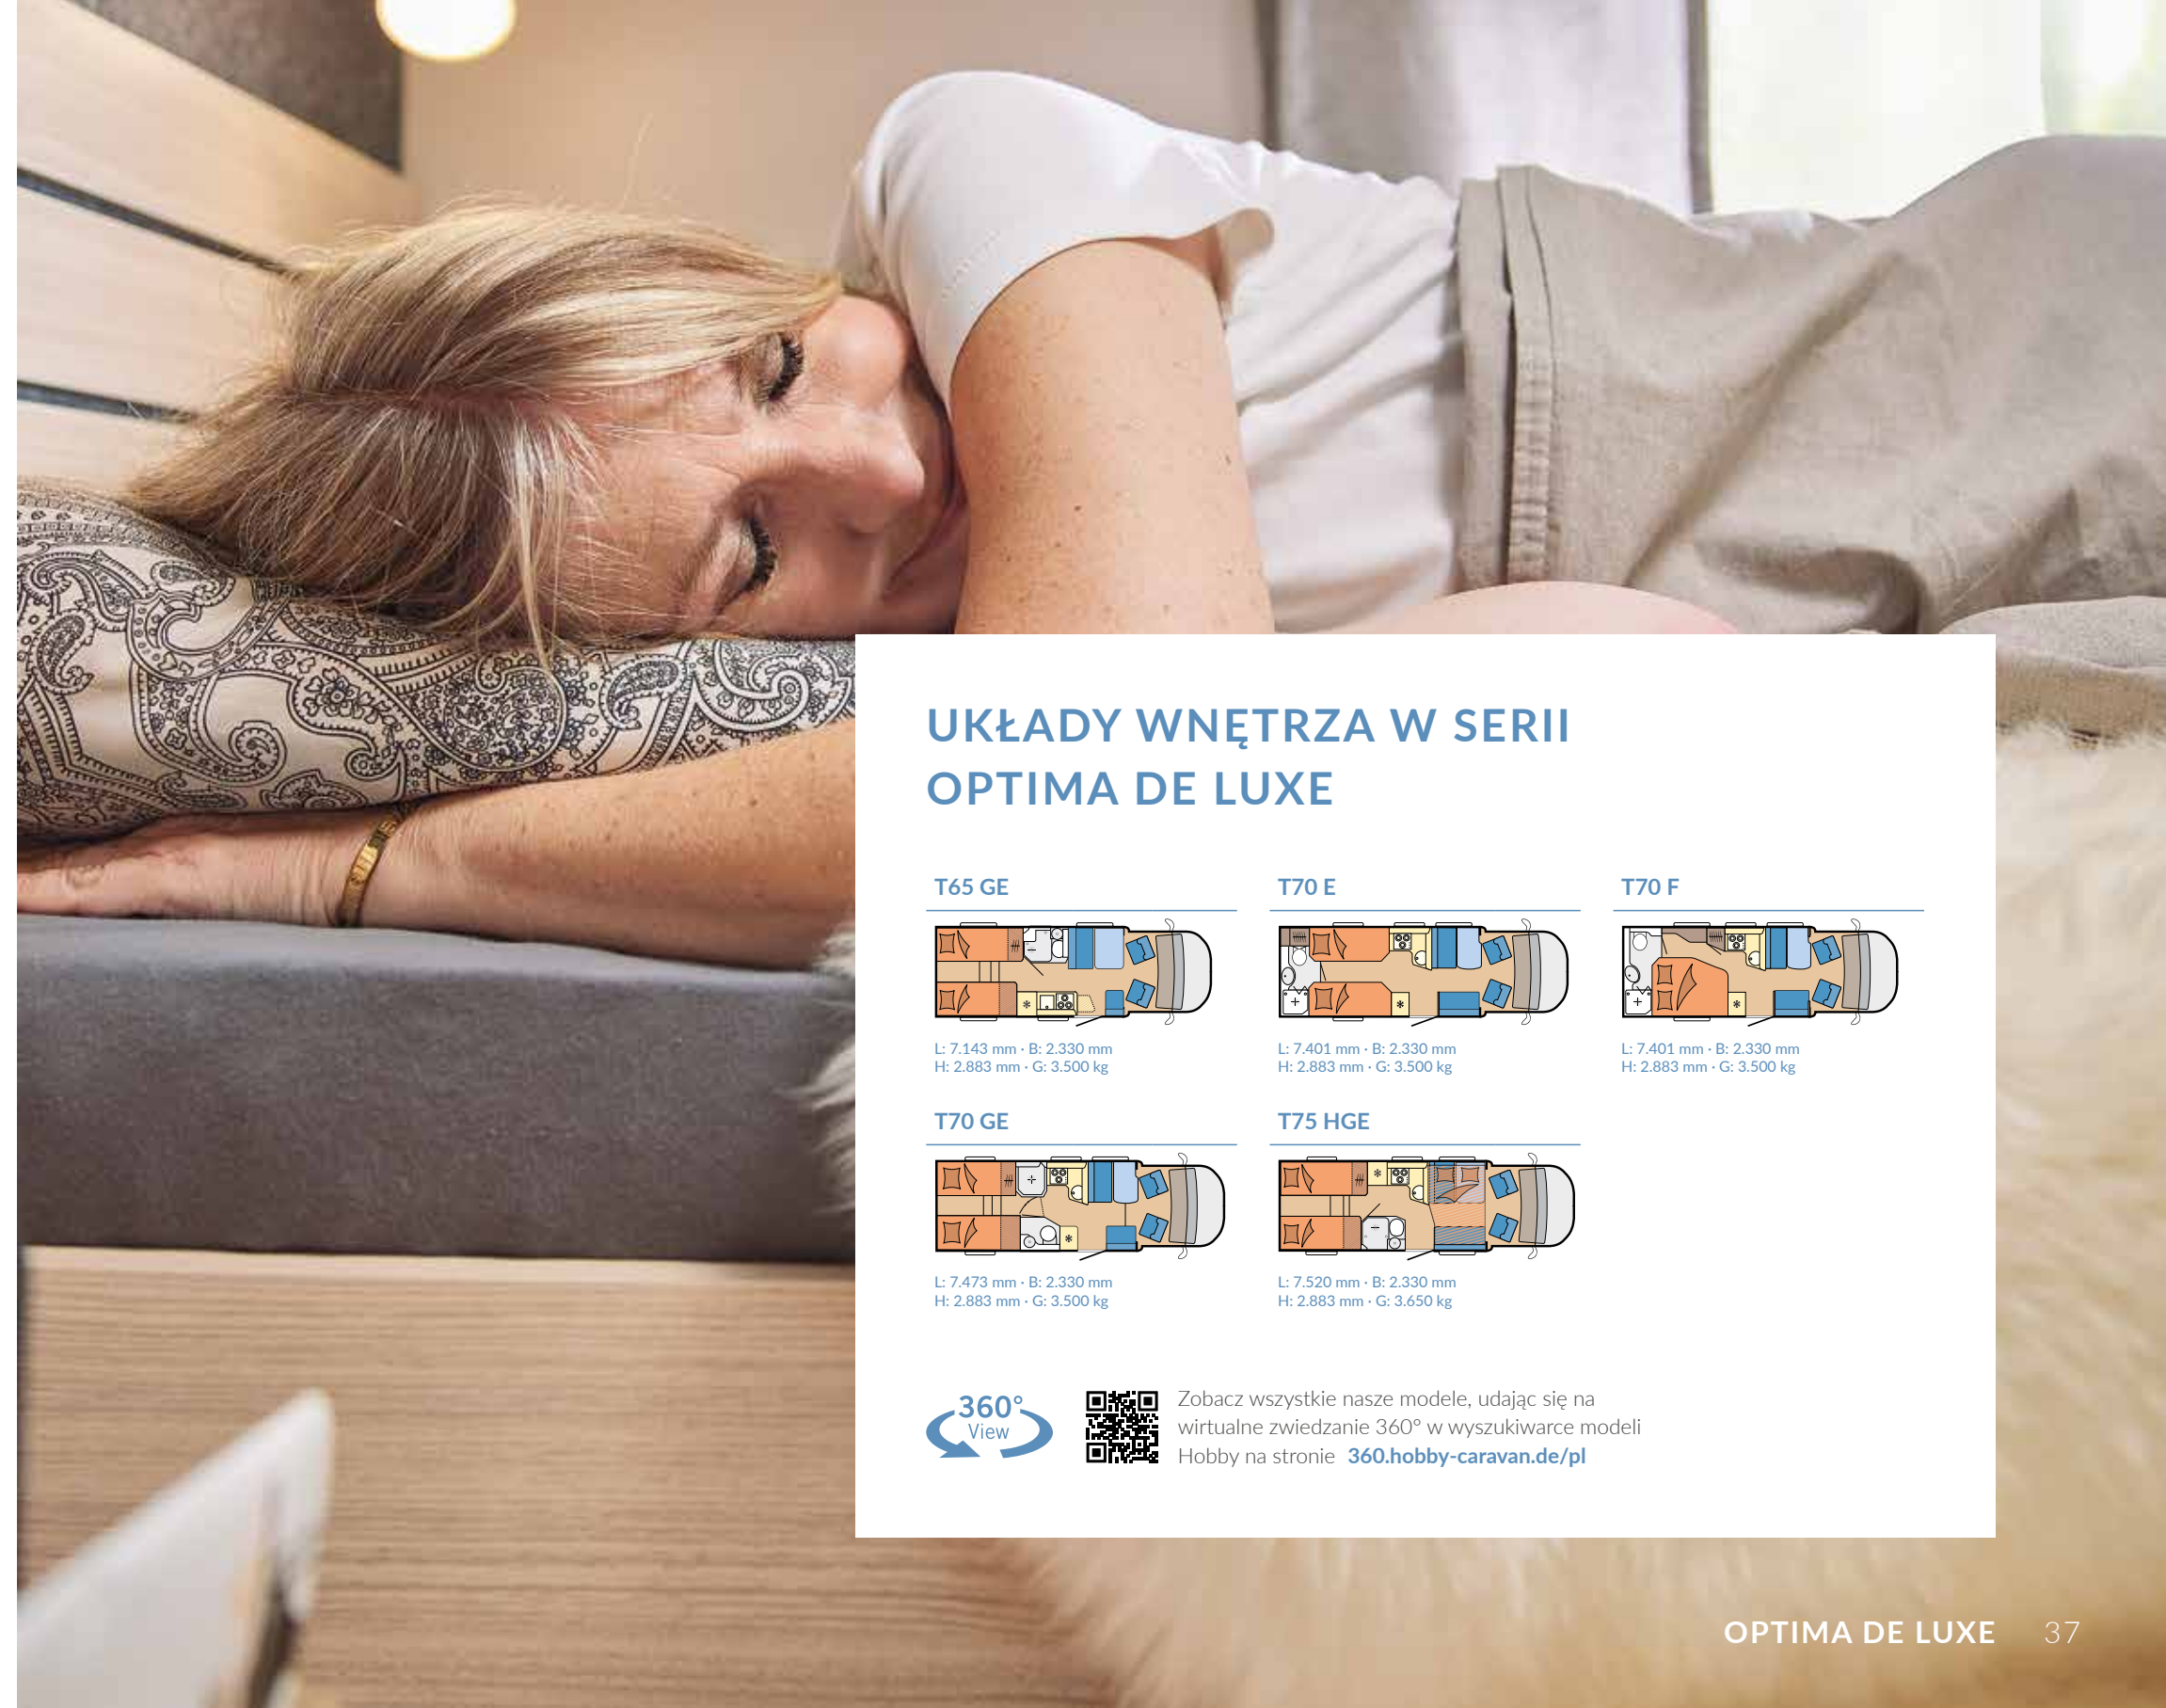 UKŁADY WNĘTRZA W SERII
OPTIMA DE LUXE
T65 GE
L: 7.143 mm · B: 2.330 mm
H: 2.883 mm · G: 3.500 kg
T70 E
L: 7.401 mm · B: 2.330 mm
H: 2.883 mm · G: 3.500 kg
T70 F
L: 7.401 mm · B: 2.330 mm
H: 2.883 mm · G: 3.500 kg
T70 GE
L: 7.473 mm · B: 2.330 mm
H: 2.883 mm · G: 3.500 kg
T75 HGE
L: 7.520 mm · B: 2.330 mm
H: 2.883 mm · G: 3.650 kg
360°
View
Zobacz wszystkie nasze modele, udając się na
wirtualne zwiedzanie 360° w wyszukiwarce modeli
Hobby na stronie 360.hobby-caravan.de/pl
OPTIMA DE LUXE 37